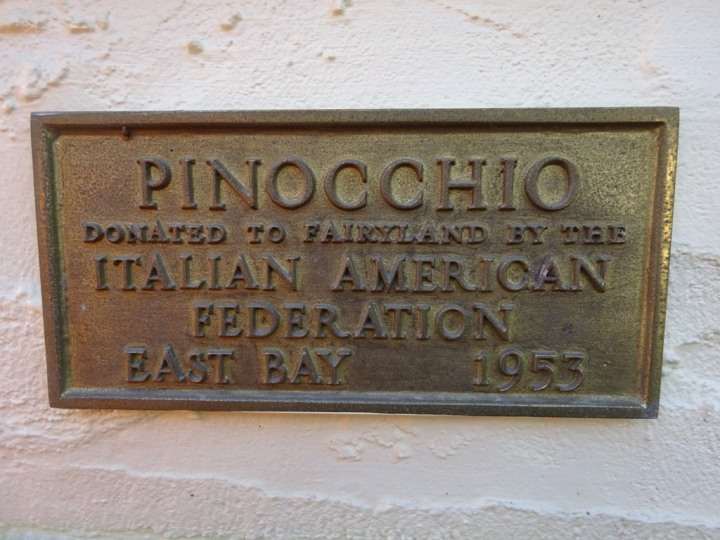 PINOCCHIO
DONATED TO FAIRYLAND BY THE
ITALIAN AMERICAN
FEDERATION
EAST BAY 1953